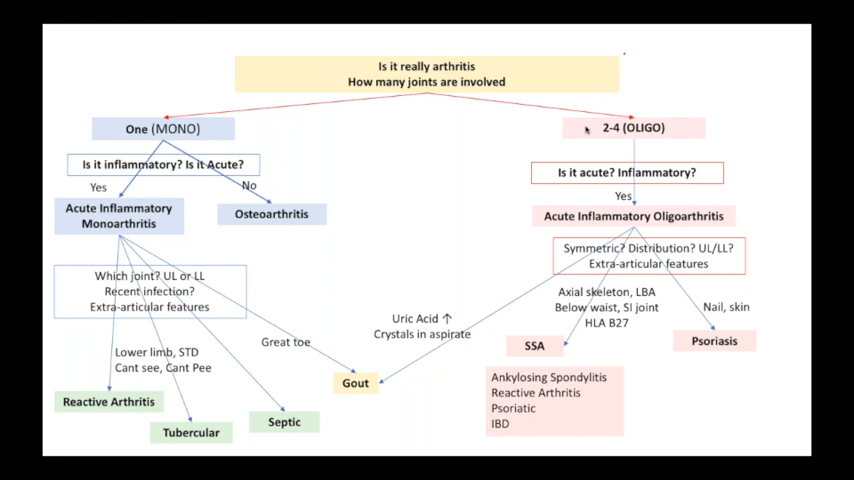 Is it really arthritis
How many joints are involved
One (MONO)
2-4 (OLIGO)
Is it inflammatory? Is it Acute?
Is it acute? Inflammatory?
Yes
No
Yes
Acute Inflammatory
Monoarthritis
Osteoarthritis
Acute Inflammatory Oligoarthritis
Symmetric? Distribution? UL/LL?
Extra-articular features
Which joint? UL or LL
Recent infection?
Extra-articular features
Axial skeleton, LBA
Below waist, SI joint
HLA B27
Nail, skin
Uric Acid ↑
Crystals in aspirate
Great toe
SSA
Psoriasis
Lower limb, STD
Cant see, Cant Pee
Gout
Ankylosing Spondylitis
Reactive Arthritis
Psoriatic
IBD
Reactive Arthritis
Septic
Tubercular